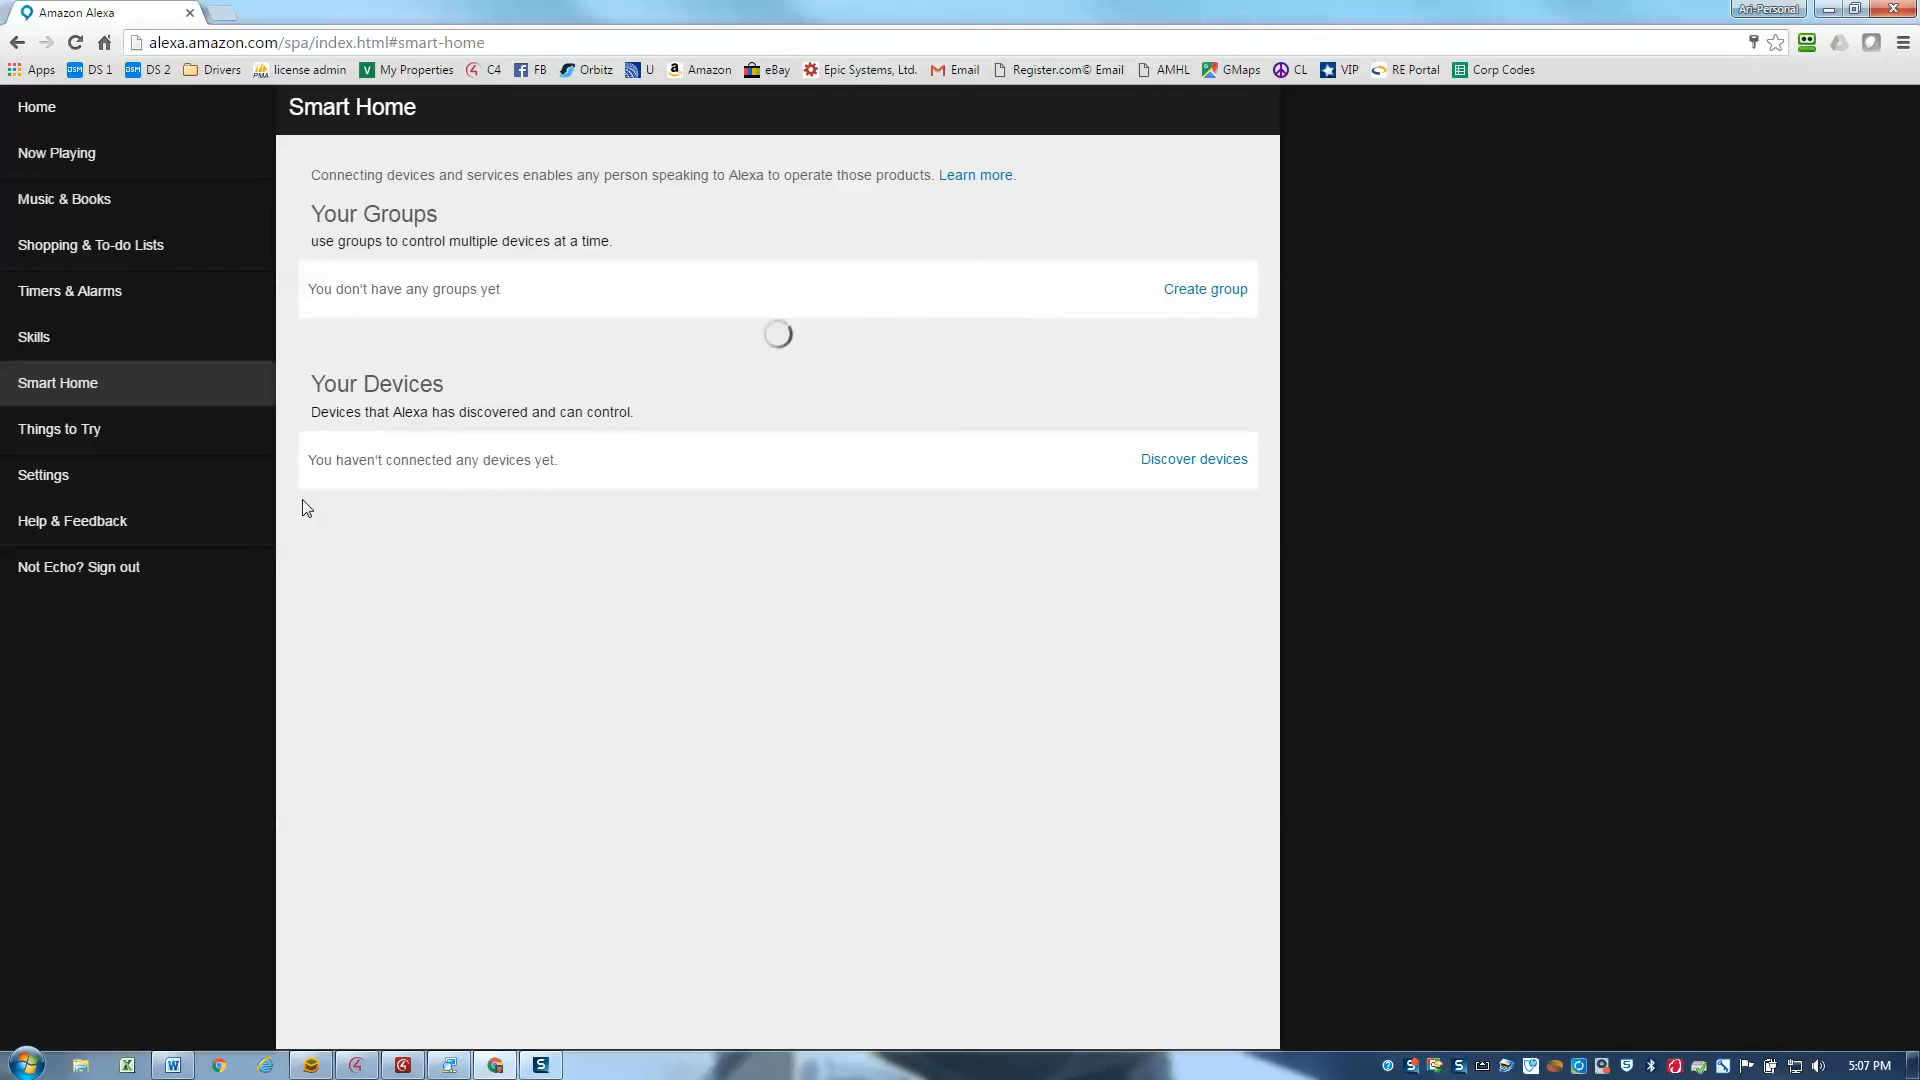 Amazon Alexa
Ari-Personal
alexa.amazon.com/spa/index.html#smart-home
Apps DS 1 DS 2 Drivers license admin My Properties C4 FB Orbitz U Amazon eBay Epic Systems, Ltd. Email Register.com© Email AMHL GMaps CL VIP RE Portal Corp Codes
Home
Now Playing
Music & Books
Shopping & To-do Lists
Timers & Alarms
Skills
Smart Home
Things to Try
Settings
Help & Feedback
Not Echo? Sign out
Smart Home
Connecting devices and services enables any person speaking to Alexa to operate those products. Learn more.
Your Groups
use groups to control multiple devices at a time.
You don't have any groups yet Create group
Your Devices
Devices that Alexa has discovered and can control.
You haven't connected any devices yet. Discover devices
5:07 PM